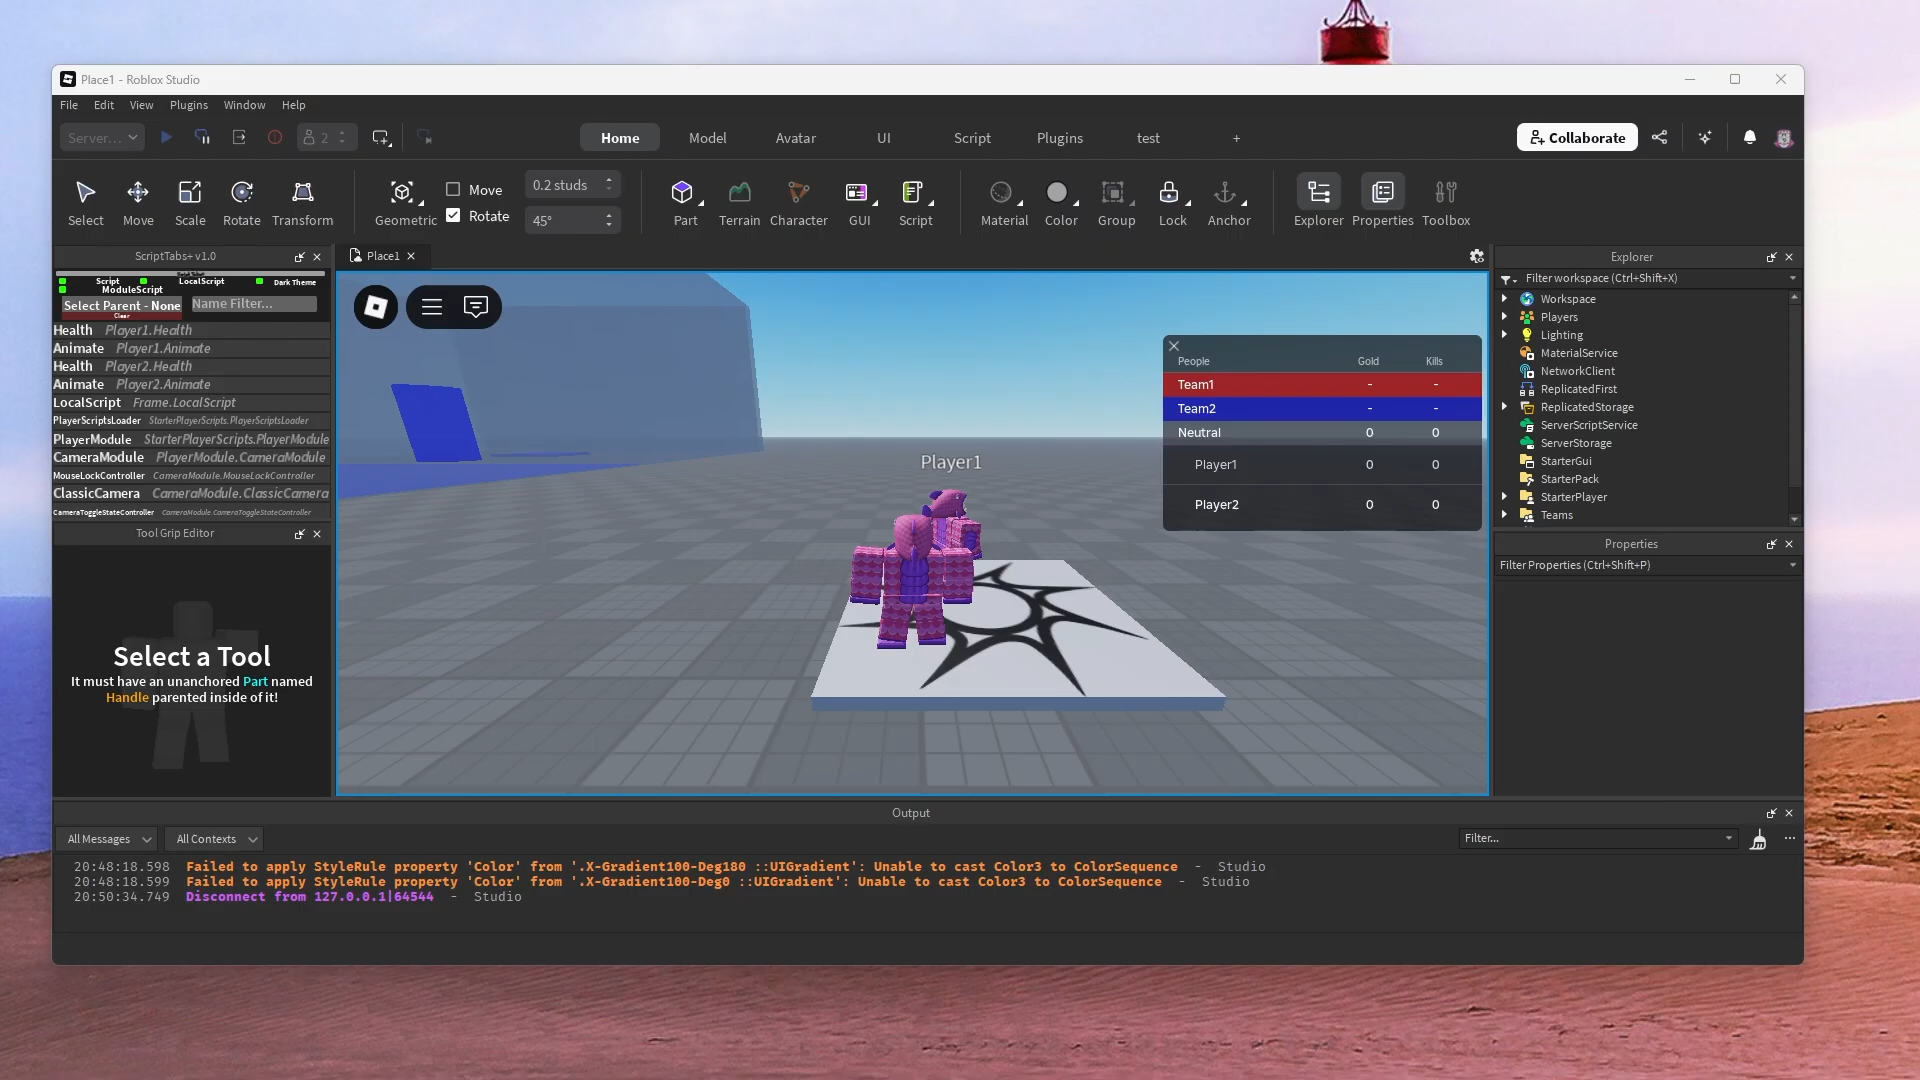 Place1 - Roblox Studio
File Edit View Plugins Window Help
Server... 2 Home Model Avatar UI Script Plugins test + Collaborate
Select Move Scale Rotate Transform Geometric Move Rotate 0.2 studs 45° Part Terrain Character GUI Script Material Color Group Lock Anchor Explorer Properties Toolbox
ScriptTabs+ v1.0
Script LocalScript Dark Theme
ModuleScript
Select Parent - None Name Filter...
Clear
Health Player1.Health
Animate Player1.Animate
Health Player2.Health
Animate Player2.Animate
LocalScript Frame.LocalScript
PlayerScriptsLoader StarterPlayerScripts.PlayerScriptsLoader
PlayerModule StarterPlayerScripts.PlayerModule
CameraModule PlayerModule.CameraModule
MouseLockController CameraModule.MouseLockController
ClassicCamera CameraModule.ClassicCamera
CameraToggleStateController CameraModule.CameraToggleStateController
Tool Grip Editor
Select a Tool
It must have an unanchored Part named
Handle parented inside of it!
Place1
Player1
People Gold Kills
Team1 - -
Team2 - -
Neutral 0 0
Player1 0 0
Player2 0 0
Explorer
Filter workspace (Ctrl+Shift+X)
Workspace
Players
Lighting
MaterialService
NetworkClient
ReplicatedFirst
ReplicatedStorage
ServerScriptService
ServerStorage
StarterGui
StarterPack
StarterPlayer
Teams
Properties
Filter Properties (Ctrl+Shift+P)
Output
All Messages All Contexts Filter...
20:48:18.598 Failed to apply StyleRule property 'Color' from '.X-Gradient100-Deg180 ::UIGradient': Unable to cast Color3 to ColorSequence - Studio
20:48:18.599 Failed to apply StyleRule property 'Color' from '.X-Gradient100-Deg0 ::UIGradient': Unable to cast Color3 to ColorSequence - Studio
20:50:34.749 Disconnect from 127.0.0.1|64544 - Studio